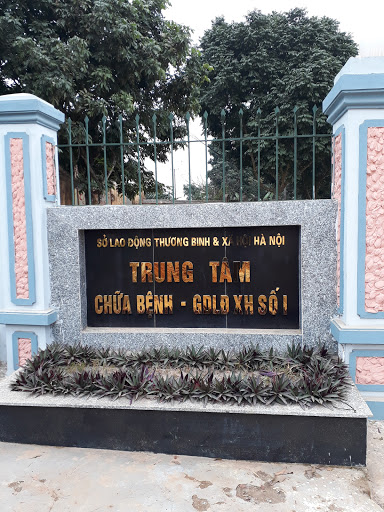 SỞ LAO ĐỘNG THƯƠNG BINH & XÃ HỘI HÀ NỘI
TRUNG TÂM
CHỮA BỆNH - GDLĐ XH SỐ I